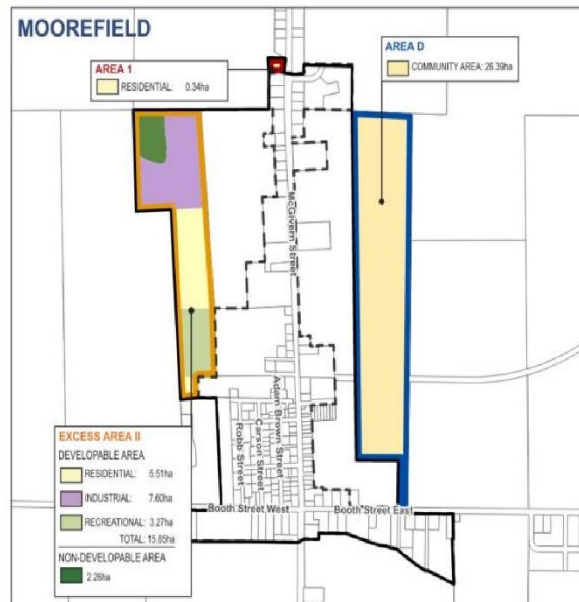 MOOREFIELD
AREA 1
RESIDENTIAL: 0.34ha
AREA D
COMMUNITY AREA: 26.39ha
McGivern Street
Adam Brown Street
Carson Street
Robb Street
Booth Street West
Booth Street East
EXCESS AREA II
DEVELOPABLE AREA
RESIDENTIAL: 5.51ha
INDUSTRIAL: 7.60ha
RECREATIONAL: 3.27ha
TOTAL: 15.85ha
NON-DEVELOPABLE AREA
2.26ha